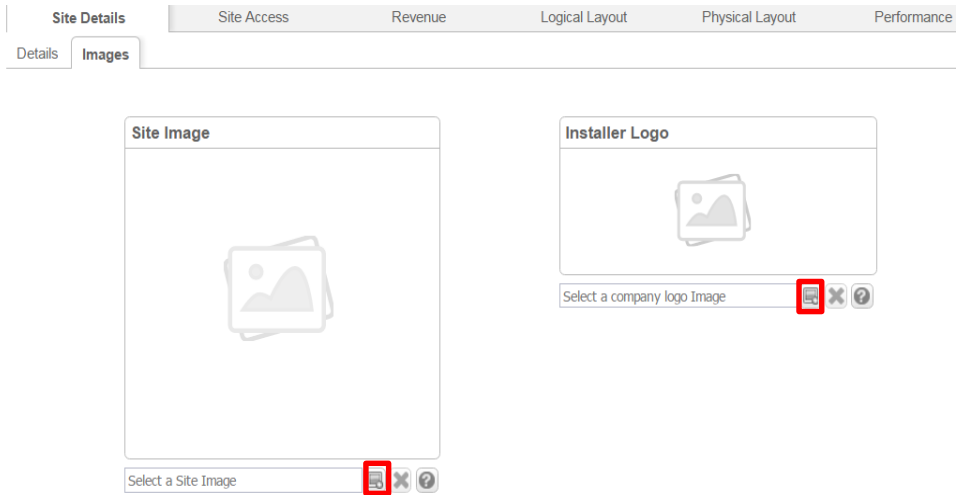 Site Details Site Access Revenue Logical Layout Physical Layout Performance
Details Images
Site Image
Installer Logo
Select a company logo Image
Select a Site Image